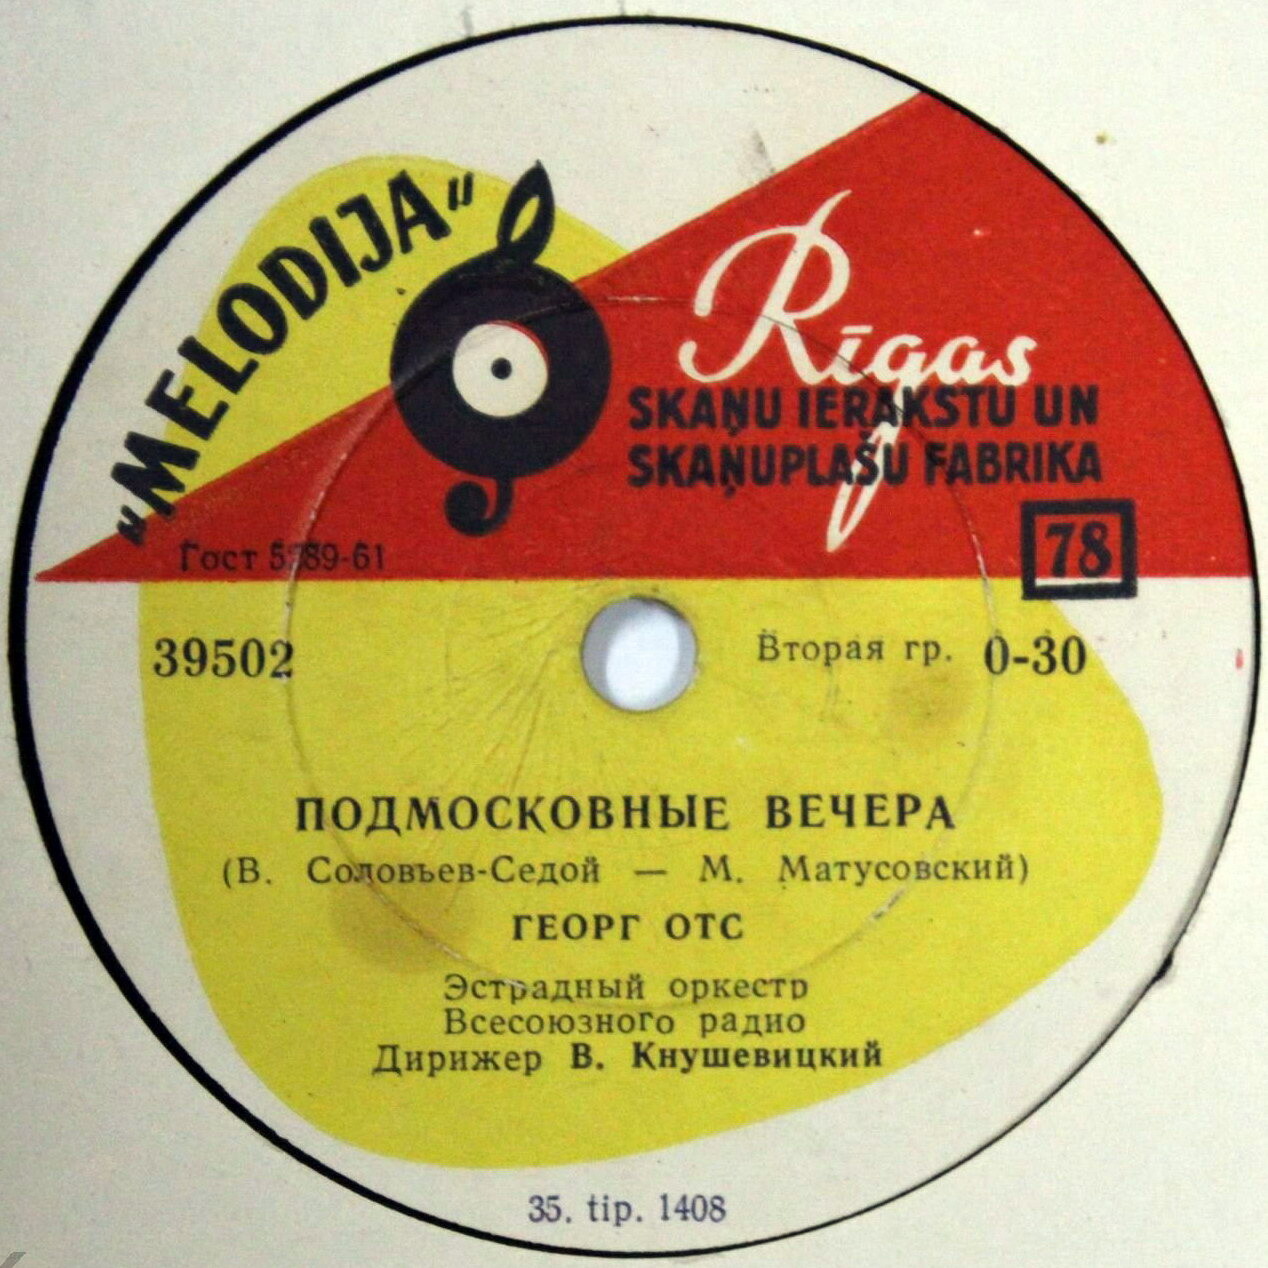 "MELODIJA"
Rīgas
SKAŅU IERAKSTU UN
SKAŅUPLAŠU FABRIKA
78
Гост 5289-61
39502
Вторая гр. 0-30
ПОДМОСКОВНЫЕ ВЕЧЕРА
(В. Соловьев-Седой — М. Матусовский)
ГЕОРГ ОТС
Эстрадный оркестр
Всесоюзного радио
Дирижер В. Кнушевицкий
35. tip. 1408